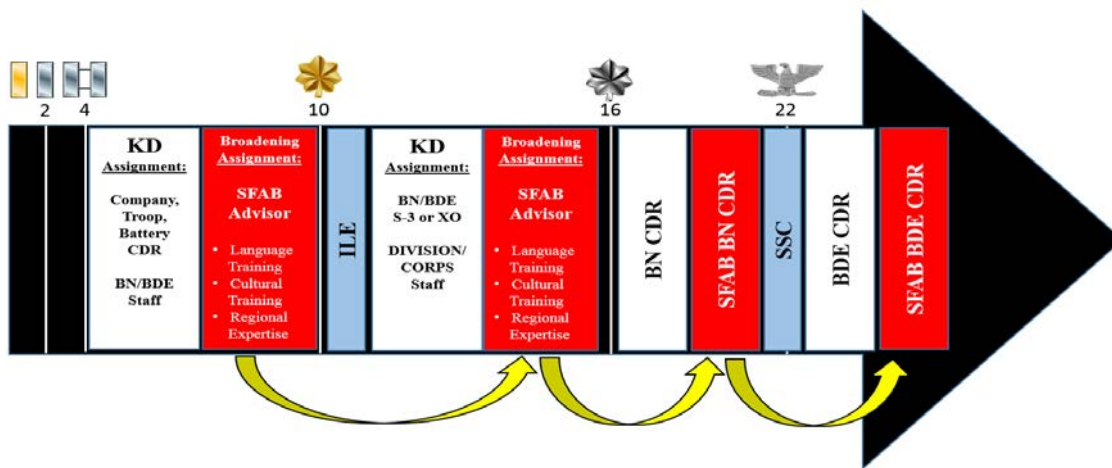 2
4
10
16
22
KD
Assignment:
Company,
Troop,
Battery
CDR
BN/BDE
Staff
Broadening
Assignment:
SFAB
Advisor
• Language
Training
• Cultural
Training
• Regional
Expertise
ILE
KD
Assignment:
BN/BDE
S-3 or XO
DIVISION/
CORPS
Staff
Broadening
Assignment:
SFAB
Advisor
• Language
Training
• Cultural
Training
• Regional
Expertise
BN CDR
SFAB BN CDR
SSC
BDE CDR
SFAB BDE CDR